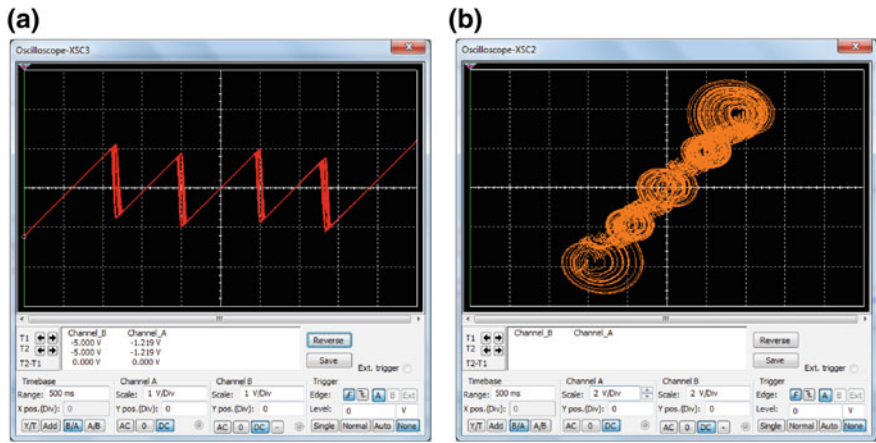 (a)
Oscilloscope-XSC3
T1
T2
T2-T1
Channel_B Channel_A
-5.000 V -1.219 V
-5.000 V -1.219 V
0.000 V 0.000 V
Reverse
Save
Ext. trigger
Timebase
Range: 500 ms
X pos.(Div): 0
Y/T Add B/A A/B
Channel A
Scale: 1 V/Div
Y pos.(Div): 0
AC 0 DC
Channel B
Scale: 1 V/Div
Y pos.(Div): 0
AC 0 DC -
Trigger
Edge: A B Ext
Level: 0 V
Single Normal Auto None
(b)
Oscilloscope-XSC2
T1
T2
T2-T1
Channel_B Channel_A
Reverse
Save
Ext. trigger
Timebase
Range: 500 ms
X pos.(Div): 0
Y/T Add B/A A/B
Channel A
Scale: 2 V/Div
Y pos.(Div): 0
AC 0 DC
Channel B
Scale: 2 V/Div
Y pos.(Div): 0
AC 0 DC -
Trigger
Edge: A B Ext
Level: 0 V
Single Normal Auto None